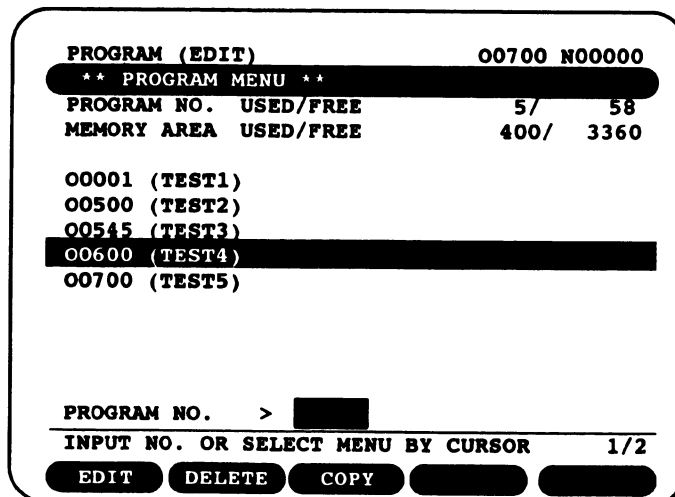 PROGRAM (EDIT) O0700 N00000
** PROGRAM MENU **
PROGRAM NO. USED/FREE 5/ 58
MEMORY AREA USED/FREE 400/ 3360
O0001 (TEST1)
O0500 (TEST2)
O0545 (TEST3)
O0600 (TEST4)
O0700 (TEST5)
PROGRAM NO. >
INPUT NO. OR SELECT MENU BY CURSOR 1/2
EDIT DELETE COPY